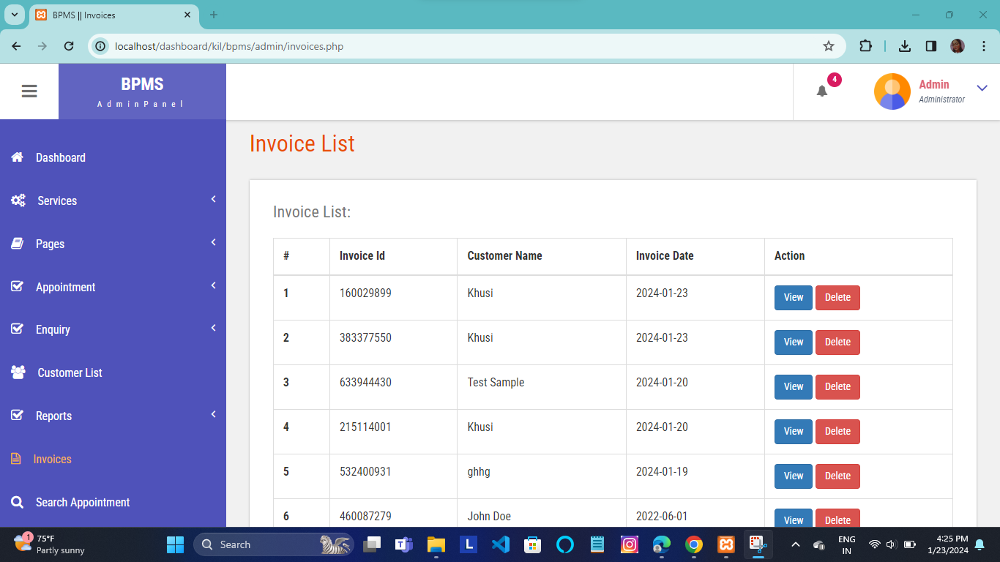 BPMS || Invoices
localhost/dashboard/kil/bpms/admin/invoices.php
BPMS
AdminPanel
4
Admin
Administrator
Dashboard
Services
Pages
Appointment
Enquiry
Customer List
Reports
Invoices
Search Appointment
Invoice List
Invoice List:
# Invoice Id Customer Name Invoice Date Action
1 160029899 Khusi 2024-01-23 View Delete
2 383377550 Khusi 2024-01-23 View Delete
3 633944430 Test Sample 2024-01-20 View Delete
4 215114001 Khusi 2024-01-20 View Delete
5 532400931 ghhg 2024-01-19 View Delete
6 460087279 John Doe 2022-06-01 View Delete
1
75°F
Partly sunny
Search
L
ENG
IN
4:25 PM
1/23/2024